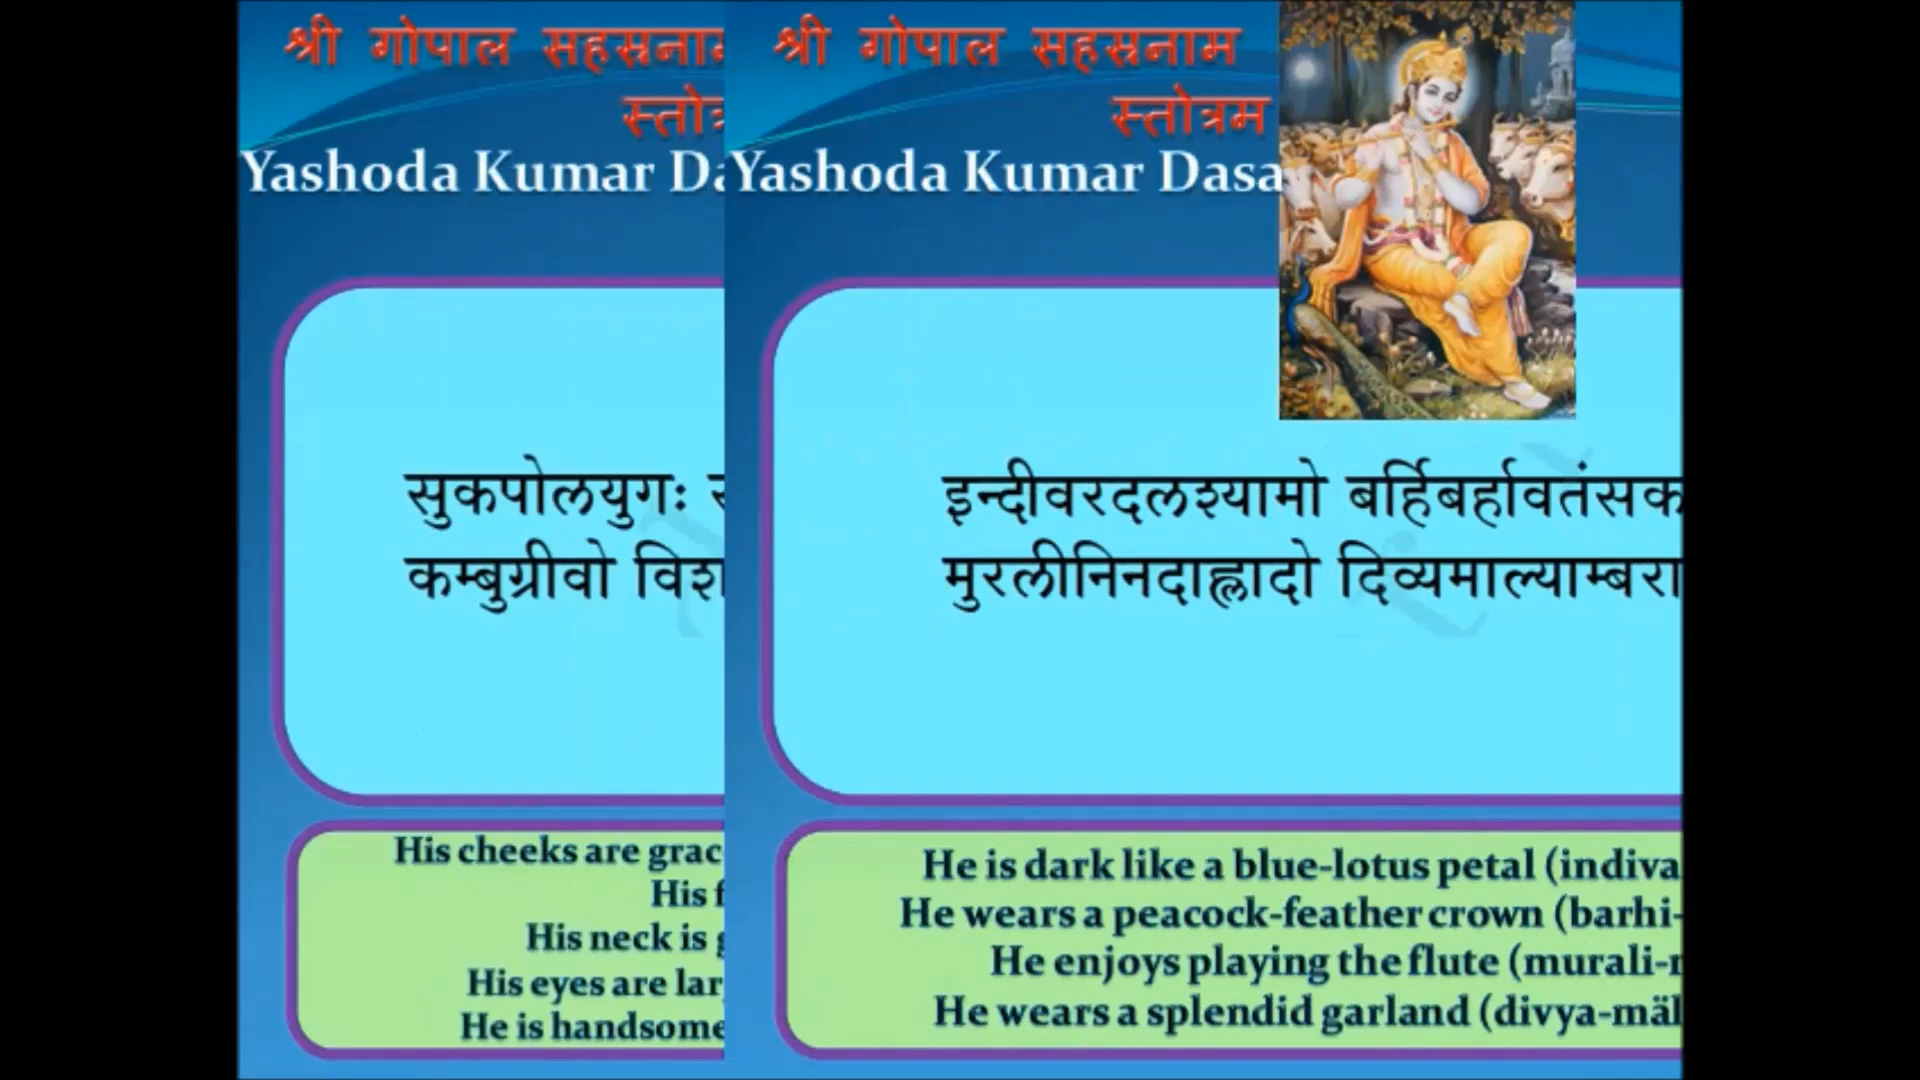 श्री गोपाल सहस्रनाम
स्तोत्रम
Yashoda Kumar
सुकपोलयुगः
कम्बुग्रीवो
His cheeks are
His
His neck is
His eyes are
He is handsome
श्री गोपाल सहस्रनाम
स्तोत्रम
Yashoda Kumar Dasa
इन्दीवरदलश्यामो बर्हिबर्हावतंसक
मुरलीनिनदाह्लादो दिव्यमाल्याम्बरा
He is dark like a blue-lotus petal (indiva
He wears a peacock-feather crown (barhi-
He enjoys playing the flute (murali-
He wears a splendid garland (divya-mäl